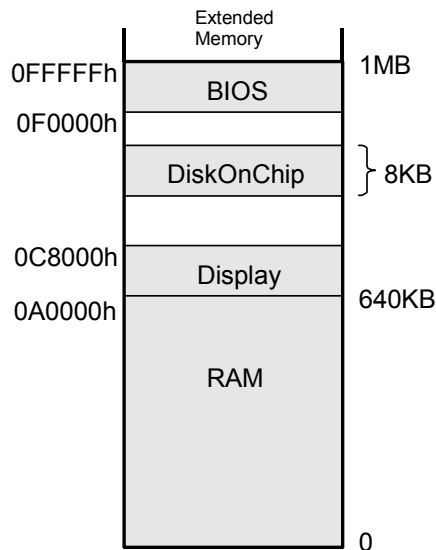 Extended
Memory
0FFFFFh
1MB
BIOS
0F0000h
DiskOnChip
8KB
0C8000h
Display
0A0000h
640KB
RAM
0